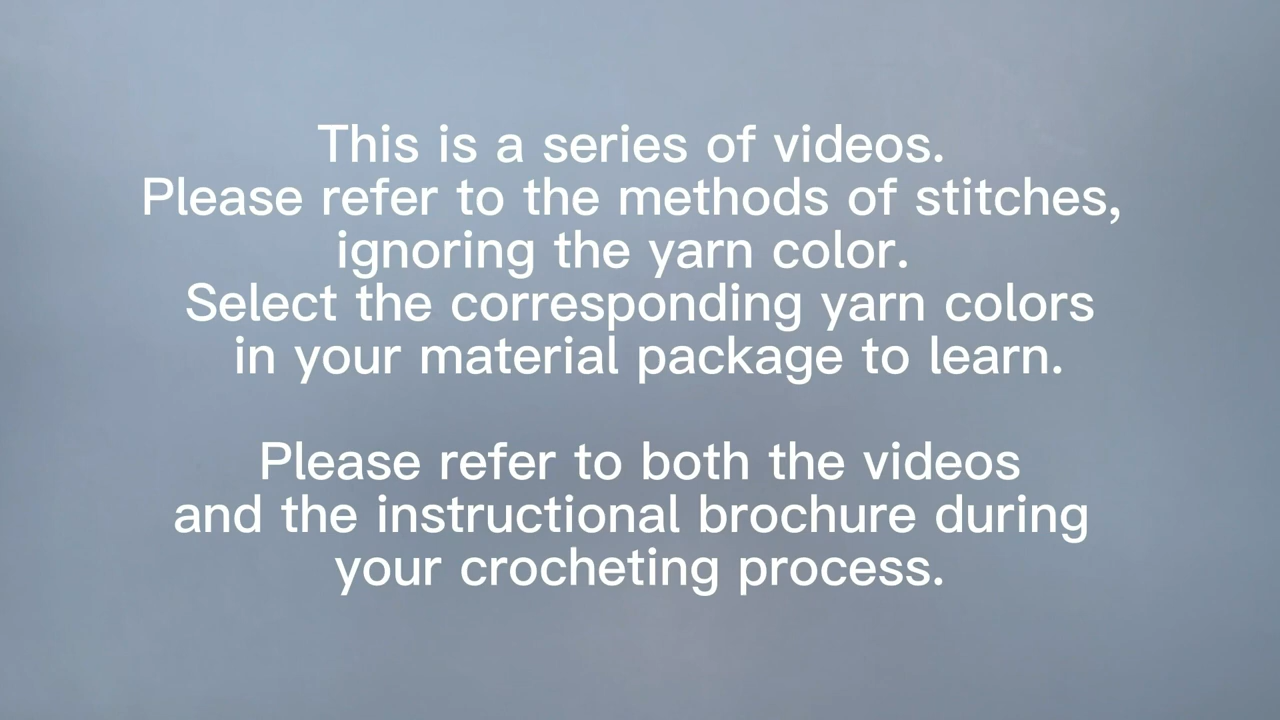 This is a series of videos.
Please refer to the methods of stitches,
ignoring the yarn color.
Select the corresponding yarn colors
in your material package to learn.
Please refer to both the videos
and the instructional brochure during
your crocheting process.